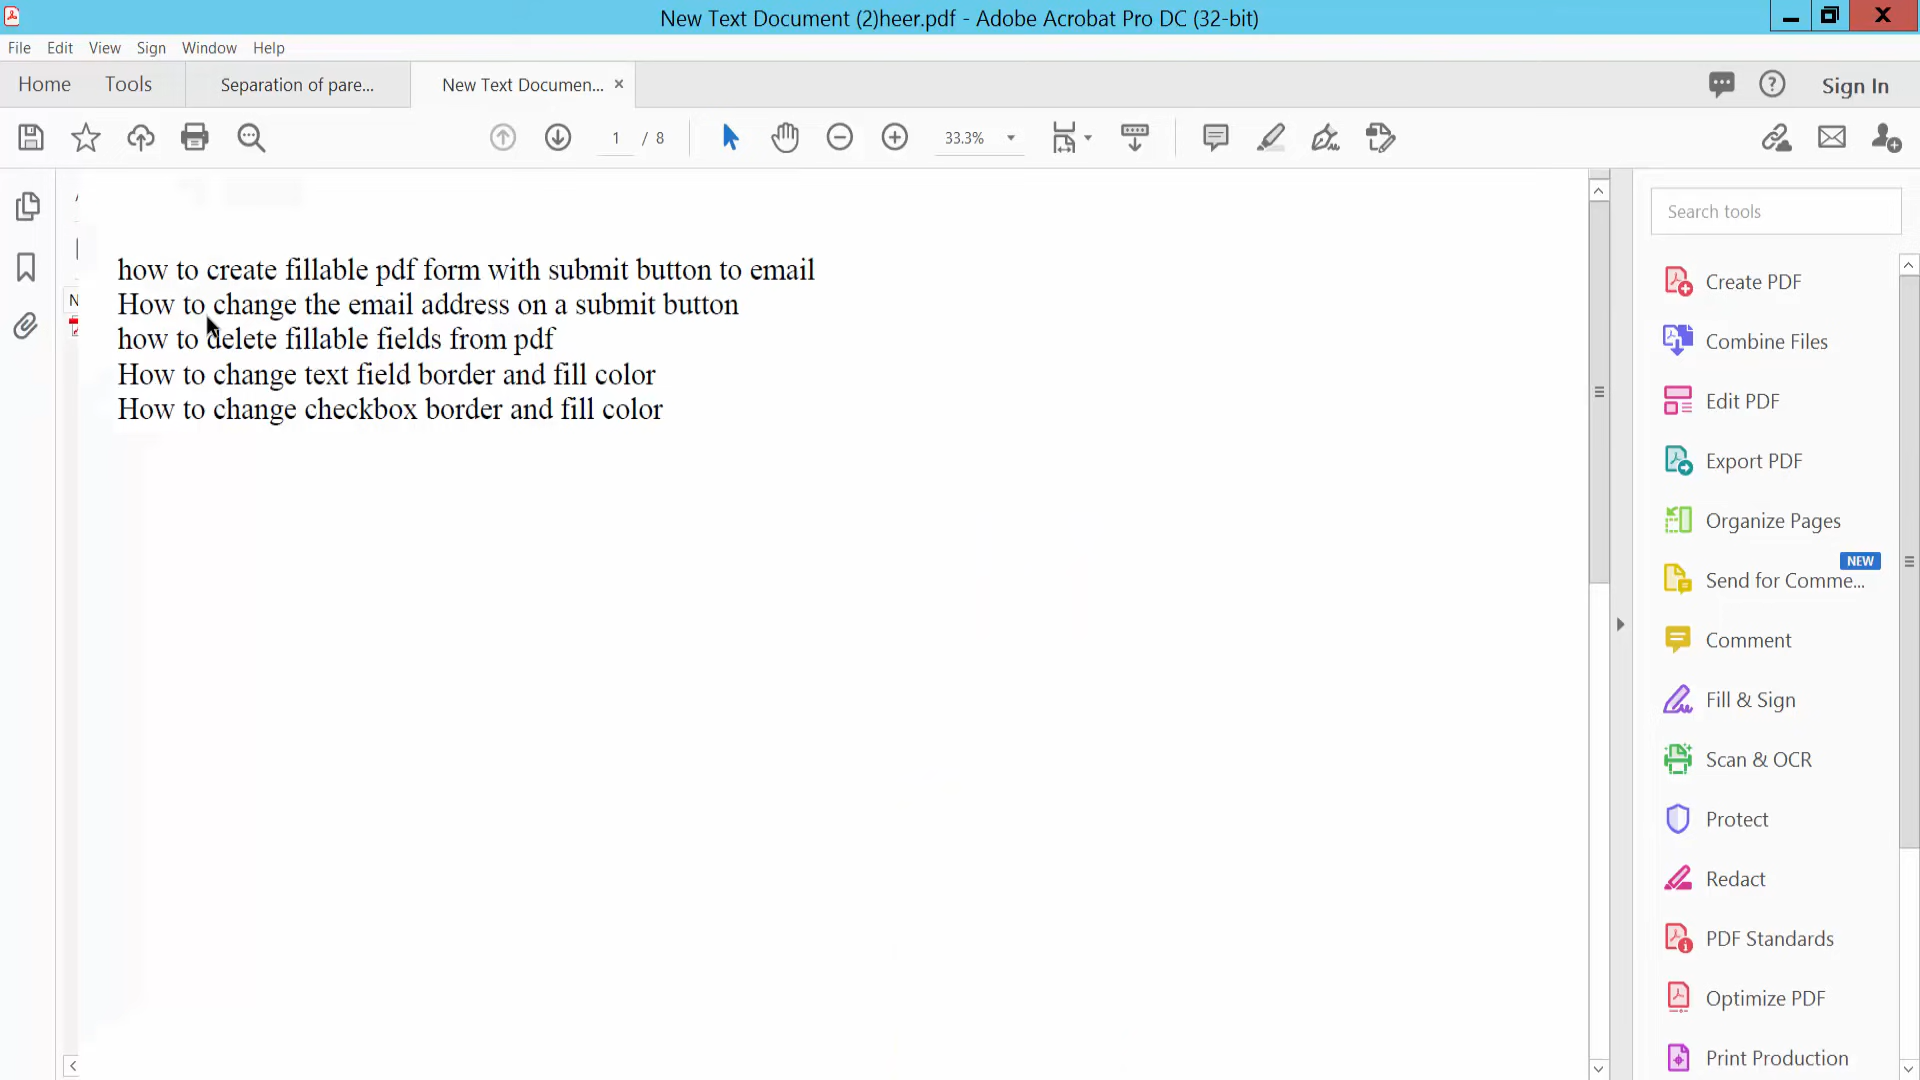 New Text Document (2)heer.pdf - Adobe Acrobat Pro DC (32-bit)
File Edit View Sign Window Help
Home Tools Separation of pare... New Text Documen... × Sign In
1 / 8 33.3%
Search tools
how to create fillable pdf form with submit button to email
How to change the email address on a submit button
how to delete fillable fields from pdf
How to change text field border and fill color
How to change checkbox border and fill color
Create PDF
Combine Files
Edit PDF
Export PDF
Organize Pages
NEW
Send for Comme...
Comment
Fill & Sign
Scan & OCR
Protect
Redact
PDF Standards
Optimize PDF
Print Production